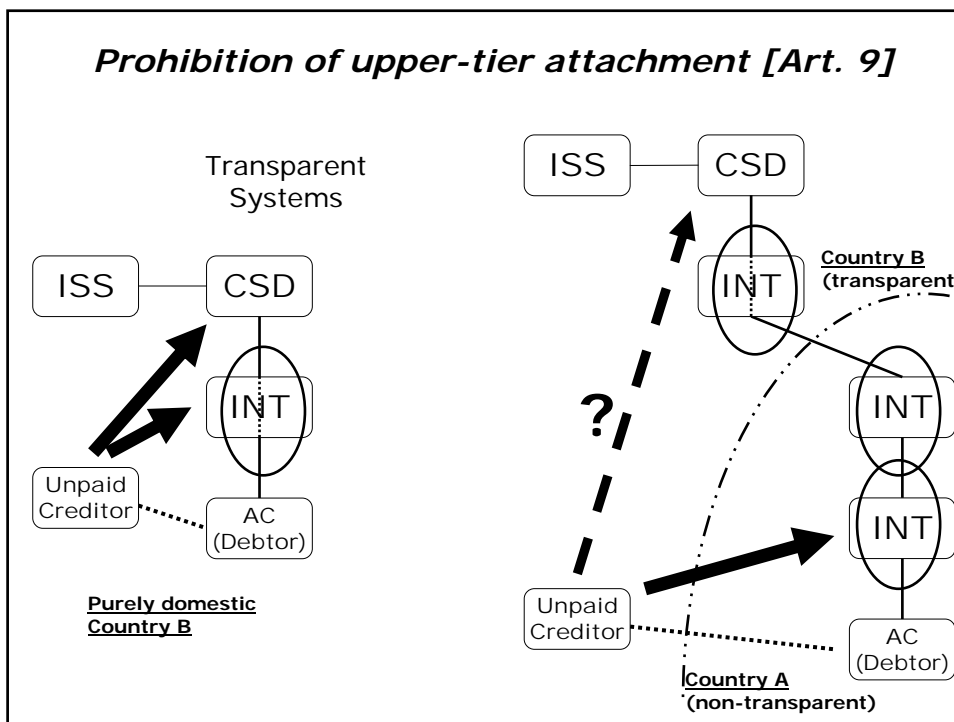 Prohibition of upper-tier attachment [Art. 9]
Transparent
Systems
ISS
CSD
INT
Unpaid
Creditor
AC
(Debtor)
Purely domestic
Country B
ISS
CSD
INT
Country B
(transparent
?
INT
INT
Unpaid
Creditor
AC
(Debtor)
Country A
(non-transparent)